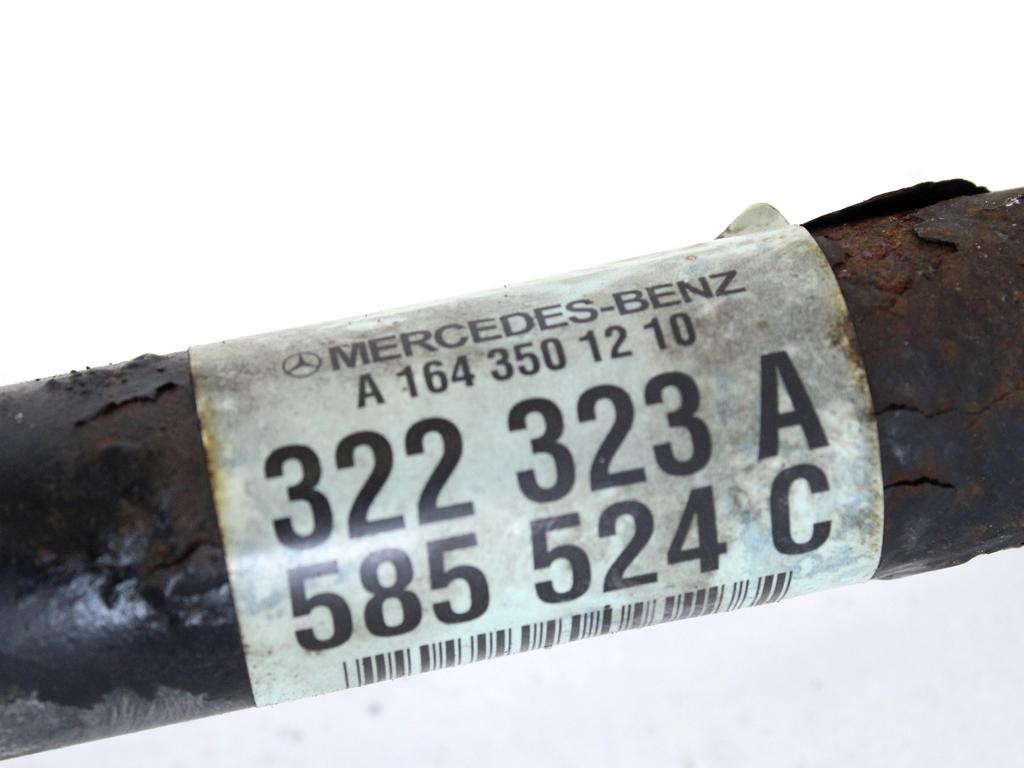 MERCEDES-BENZ
A 164 350 12 10
322 323 A
585 524 C